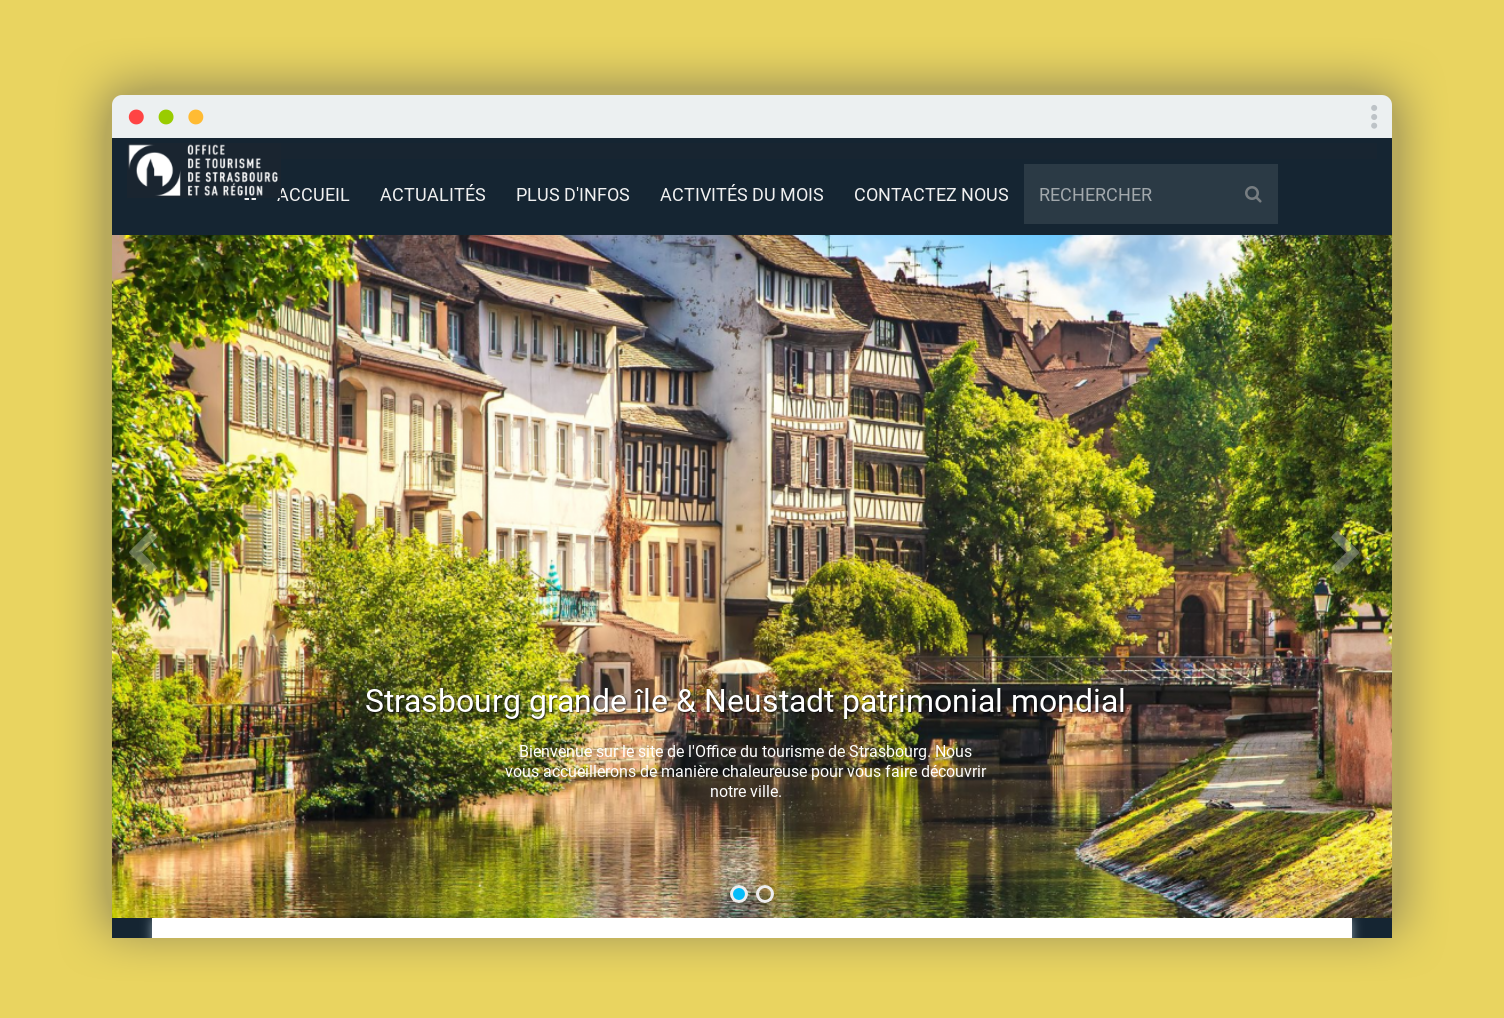 OFFICE
DE TOURISME
DE STRASBOURG
ET SA RÉGION
ACCUEIL ACTUALITÉS PLUS D'INFOS ACTIVITÉS DU MOIS CONTACTEZ NOUS RECHERCHER
Strasbourg grande île & Neustadt patrimonial mondial
Bienvenue sur le site de l'Office du tourisme de Strasbourg. Nous
vous accueillerons de manière chaleureuse pour vous faire découvrir
notre ville.